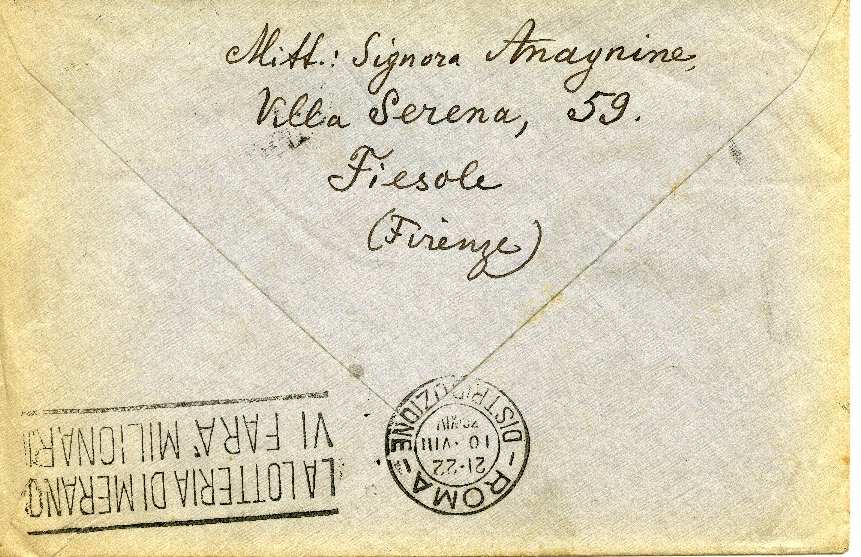 Mitt.: Signora Anagnine,
Villa Serena, 59.
Fiesole
(Firenze)
LA LOTTERIA DI MERANO
VI FARA' MILIONARI
- ROMA -
DISTRIBUZIONE
21-22
10·VIII